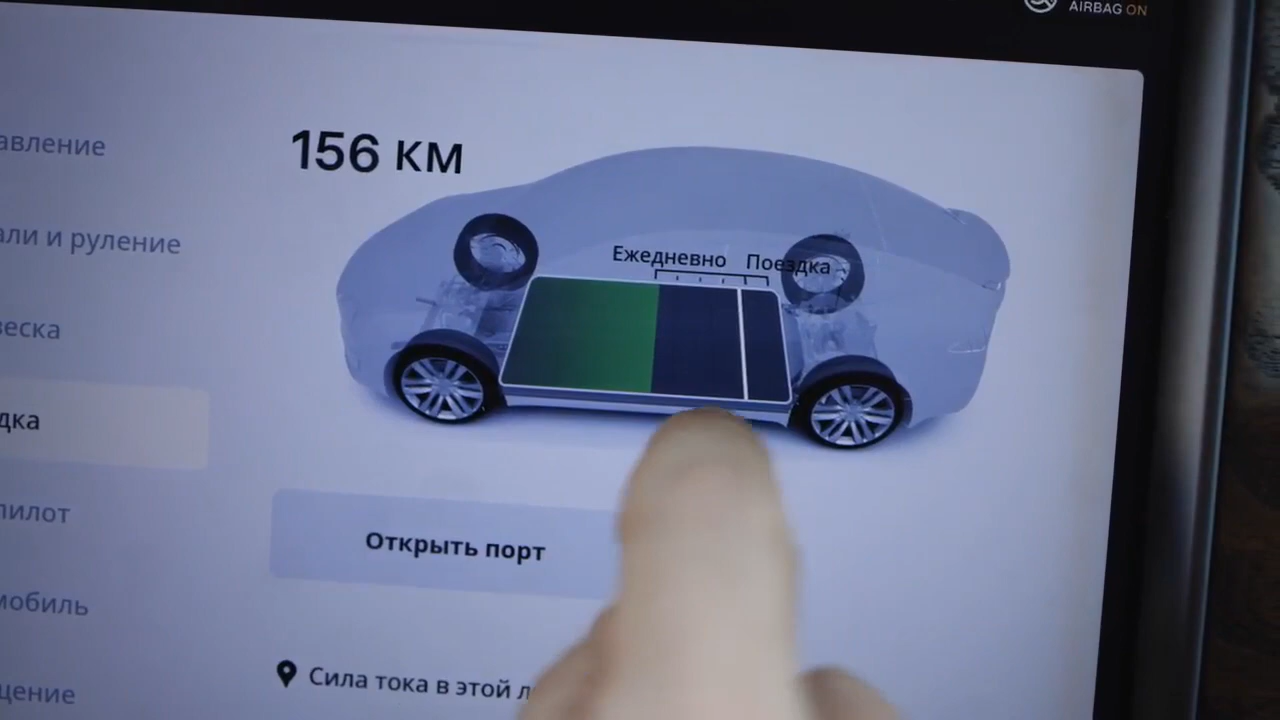 AIRBAG ON
156 км
Ежедневно Поездка
Открыть порт
Сила тока в этой
авление
али и руление
веска
дка
пилот
мобиль
щение